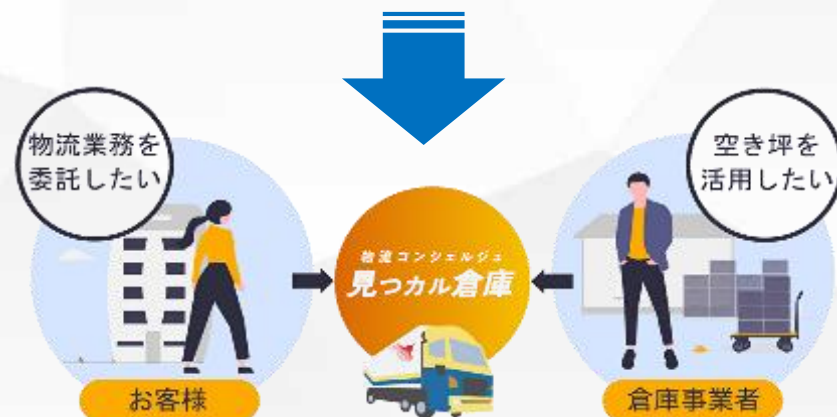 物流業務を
委託したい
空き坪を
活用したい
物流コンシェルジュ
見つカル倉庫
お客様
倉庫事業者